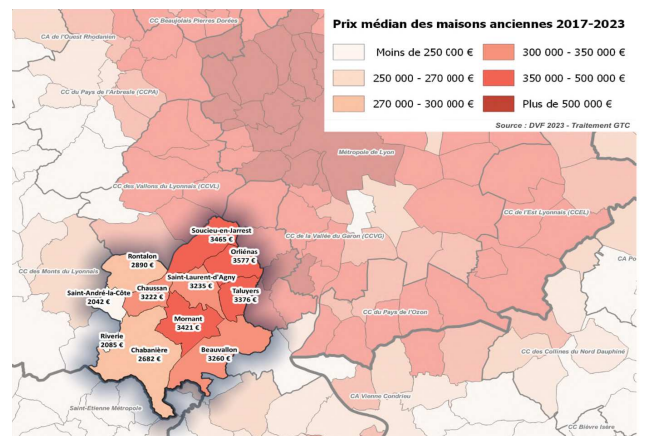 Prix médian des maisons anciennes 2017-2023
Moins de 250 000 €
300 000 - 350 000 €
250 000 - 270 000 €
350 000 - 500 000 €
270 000 - 300 000 €
Plus de 500 000 €
Source : DVF 2023 - Traitement GTC
CC Beaujolais Pierres Dorées
CA de l'Ouest Rhodanien
CC du Pays de l'Arbresle (CCPA)
Métropole de Lyon
CC des Vallons du Lyonnais (CCVL)
CC de l'Est Lyonnais (CCEL)
CC de la Vallée du Garon (CCVG)
Soucieu-en-Jarrest
3465 €
Orliénas
3577 €
Rontalon
2890 €
CA Po
CC des Monts du Lyonnais
Saint-Laurent-d'Agny
3235 €
Chaussan
3222 €
Saint-André-la-Côte
2042 €
Taluyers
3376 €
CC du Pays de l'Ozon
Mornant
3421 €
Riverie
2085 €
Chabanière
2682 €
Beauvallon
3260 €
CC des Collines du Nord Dauphiné
CA Vienne Condrieu
Saint-Etienne Métropole
CC Bièvre Isère